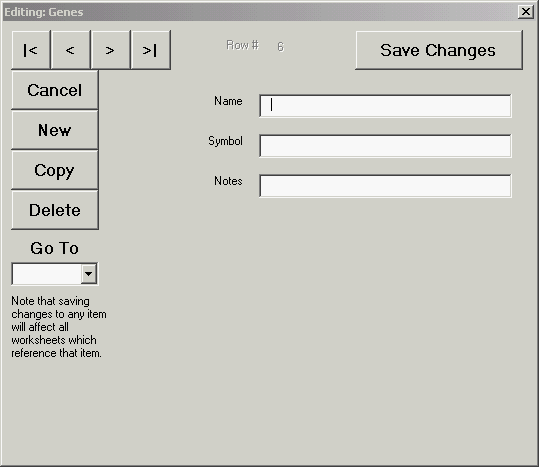 Editing: Genes
|< < > >| Row # 6 Save Changes
Cancel
New
Copy
Delete
Go To
Name
Symbol
Notes
Note that saving
changes to any item
will affect all
worksheets which
reference that item.